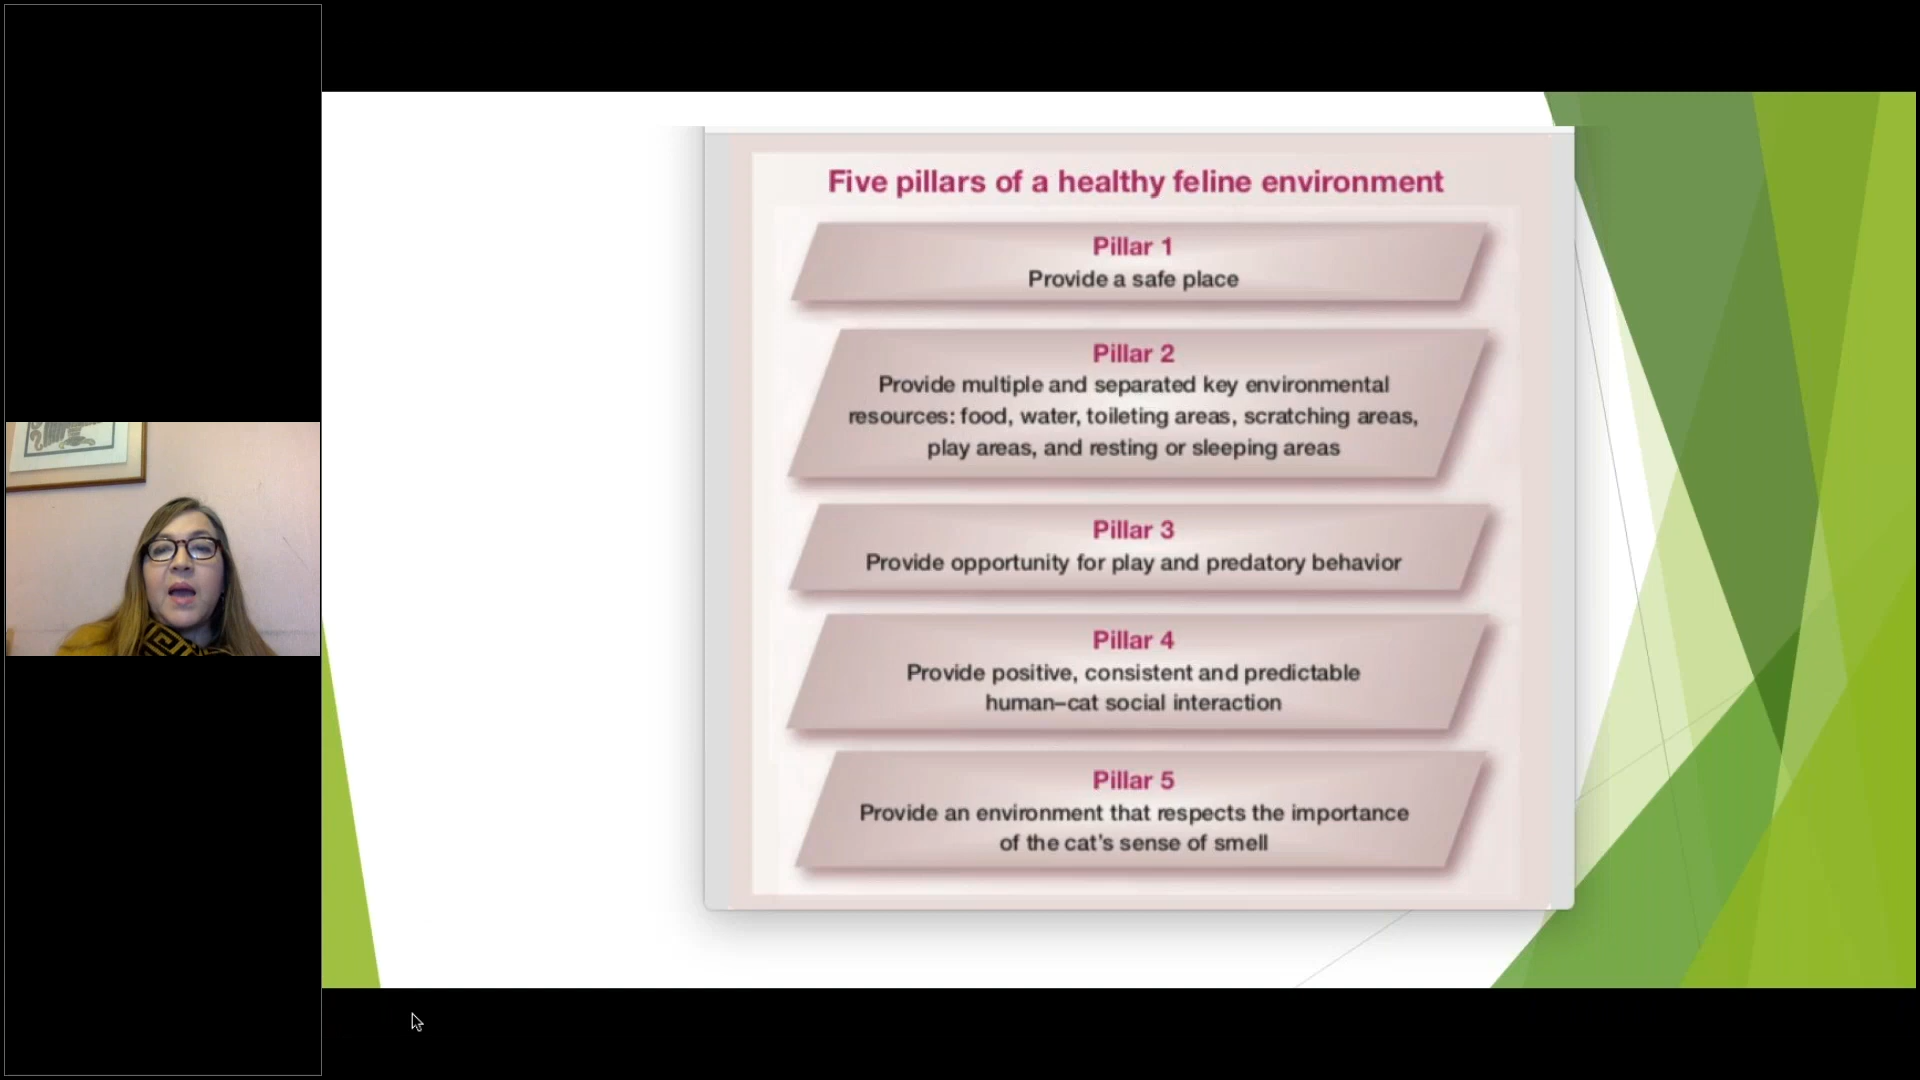 Five pillars of a healthy feline environment
Pillar 1
Provide a safe place
Pillar 2
Provide multiple and separated key environmental
resources: food, water, toileting areas, scratching areas,
play areas, and resting or sleeping areas
Pillar 3
Provide opportunity for play and predatory behavior
Pillar 4
Provide positive, consistent and predictable
human–cat social interaction
Pillar 5
Provide an environment that respects the importance
of the cat's sense of smell